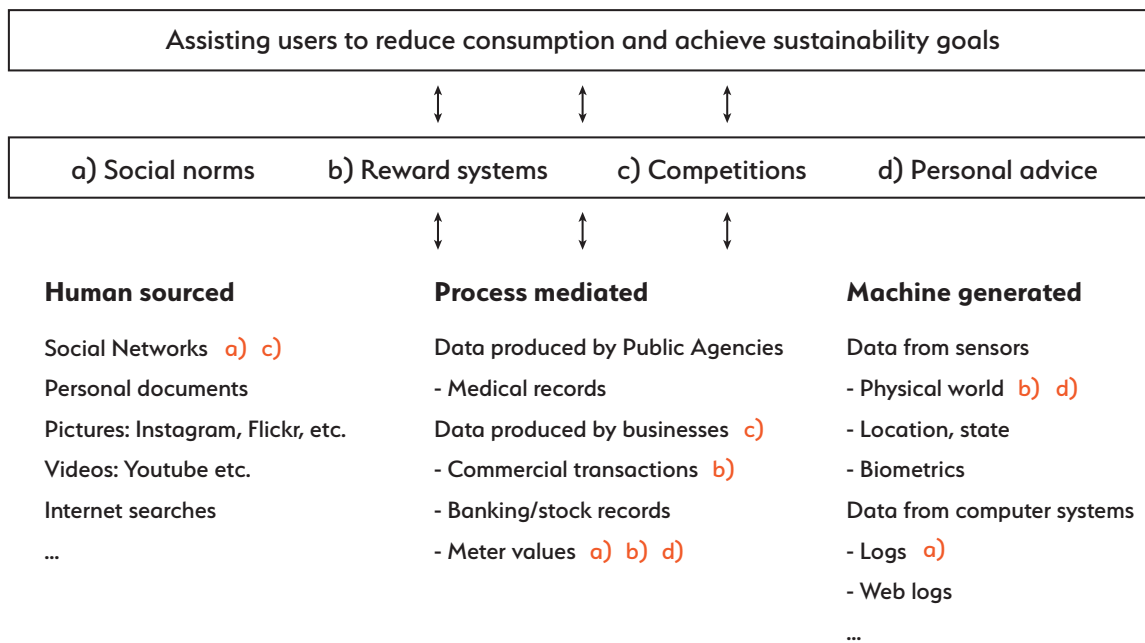 Assisting users to reduce consumption and achieve sustainability goals
a) Social norms b) Reward systems c) Competitions d) Personal advice
Human sourced
Social Networks a) c)
Personal documents
Pictures: Instagram, Flickr, etc.
Videos: Youtube etc.
Internet searches
...
Process mediated
Data produced by Public Agencies
- Medical records
Data produced by businesses c)
- Commercial transactions b)
- Banking/stock records
- Meter values a) b) d)
Machine generated
Data from sensors
- Physical world b) d)
- Location, state
- Biometrics
Data from computer systems
- Logs a)
- Web logs
...